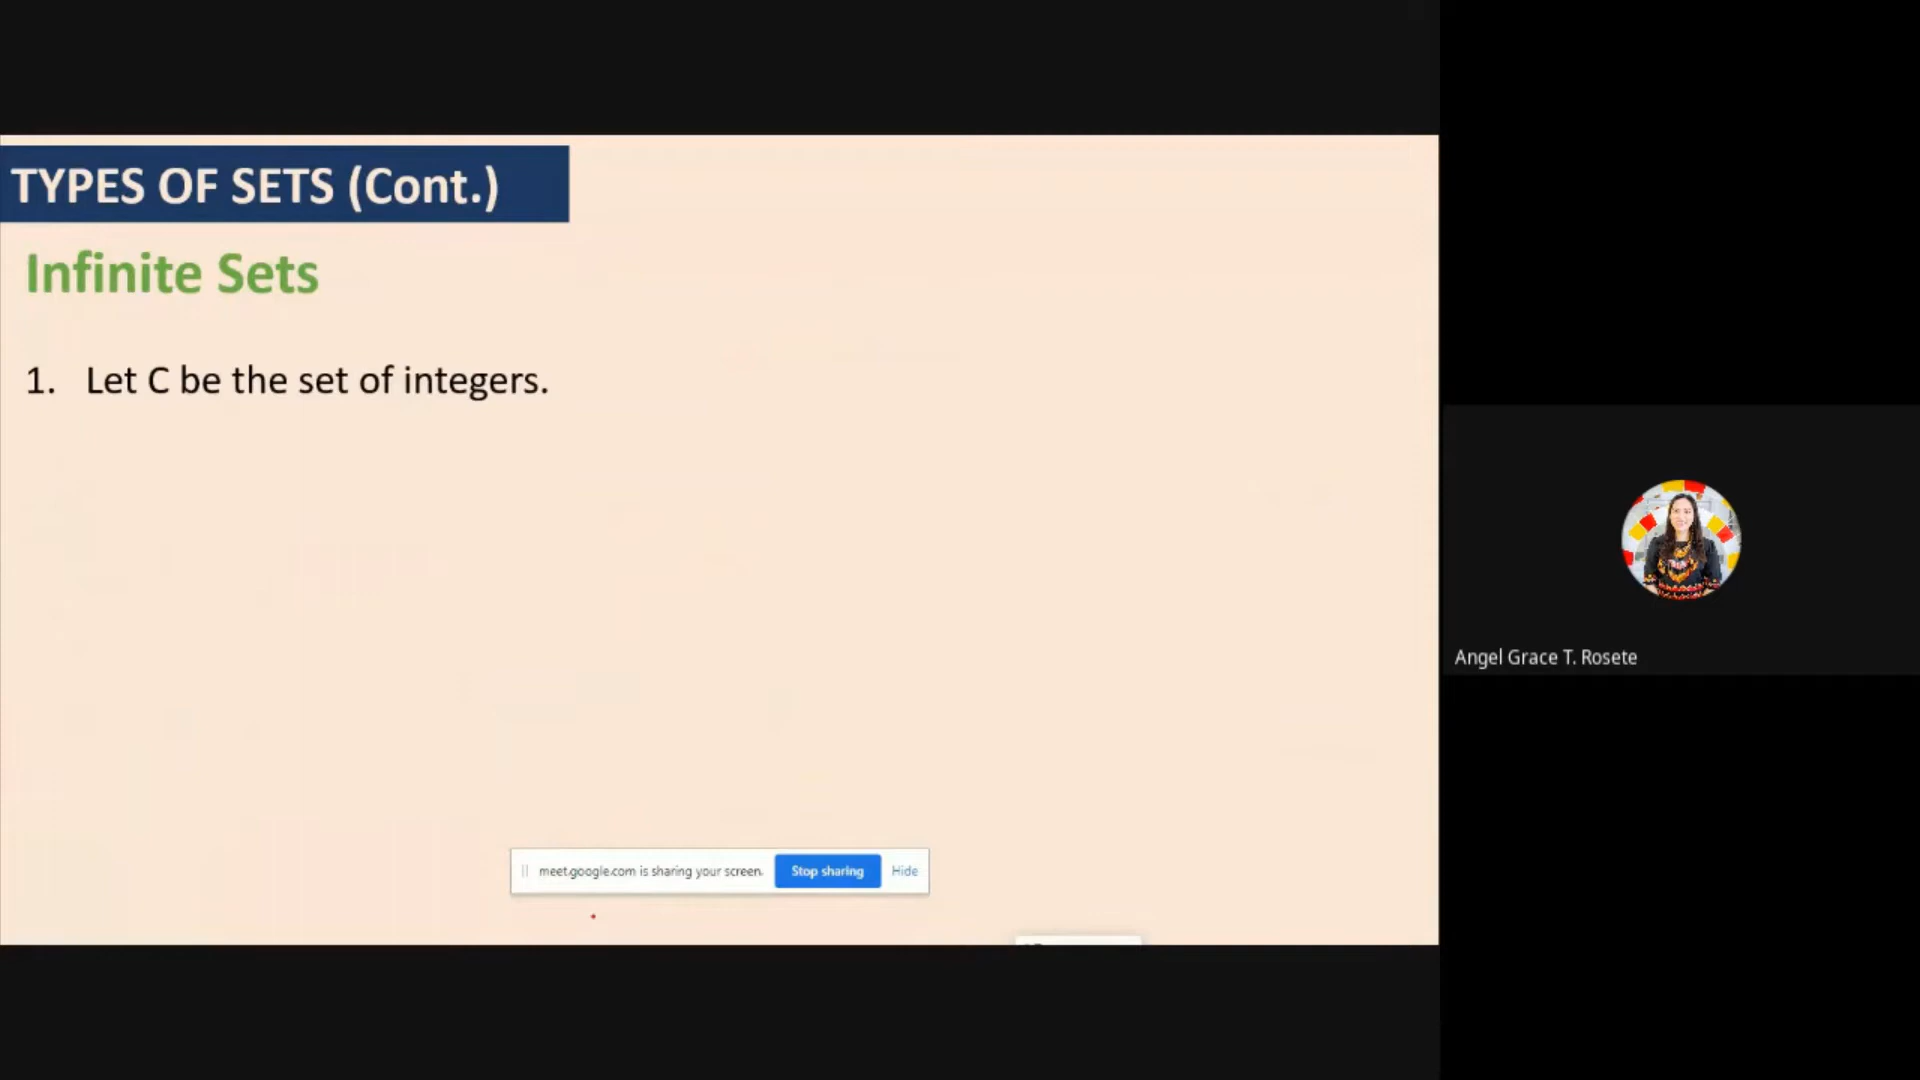 TYPES OF SETS (Cont.)
Infinite Sets
1. Let C be the set of integers.
meet.google.com is sharing your screen. Stop sharing Hide
Angel Grace T. Rosete